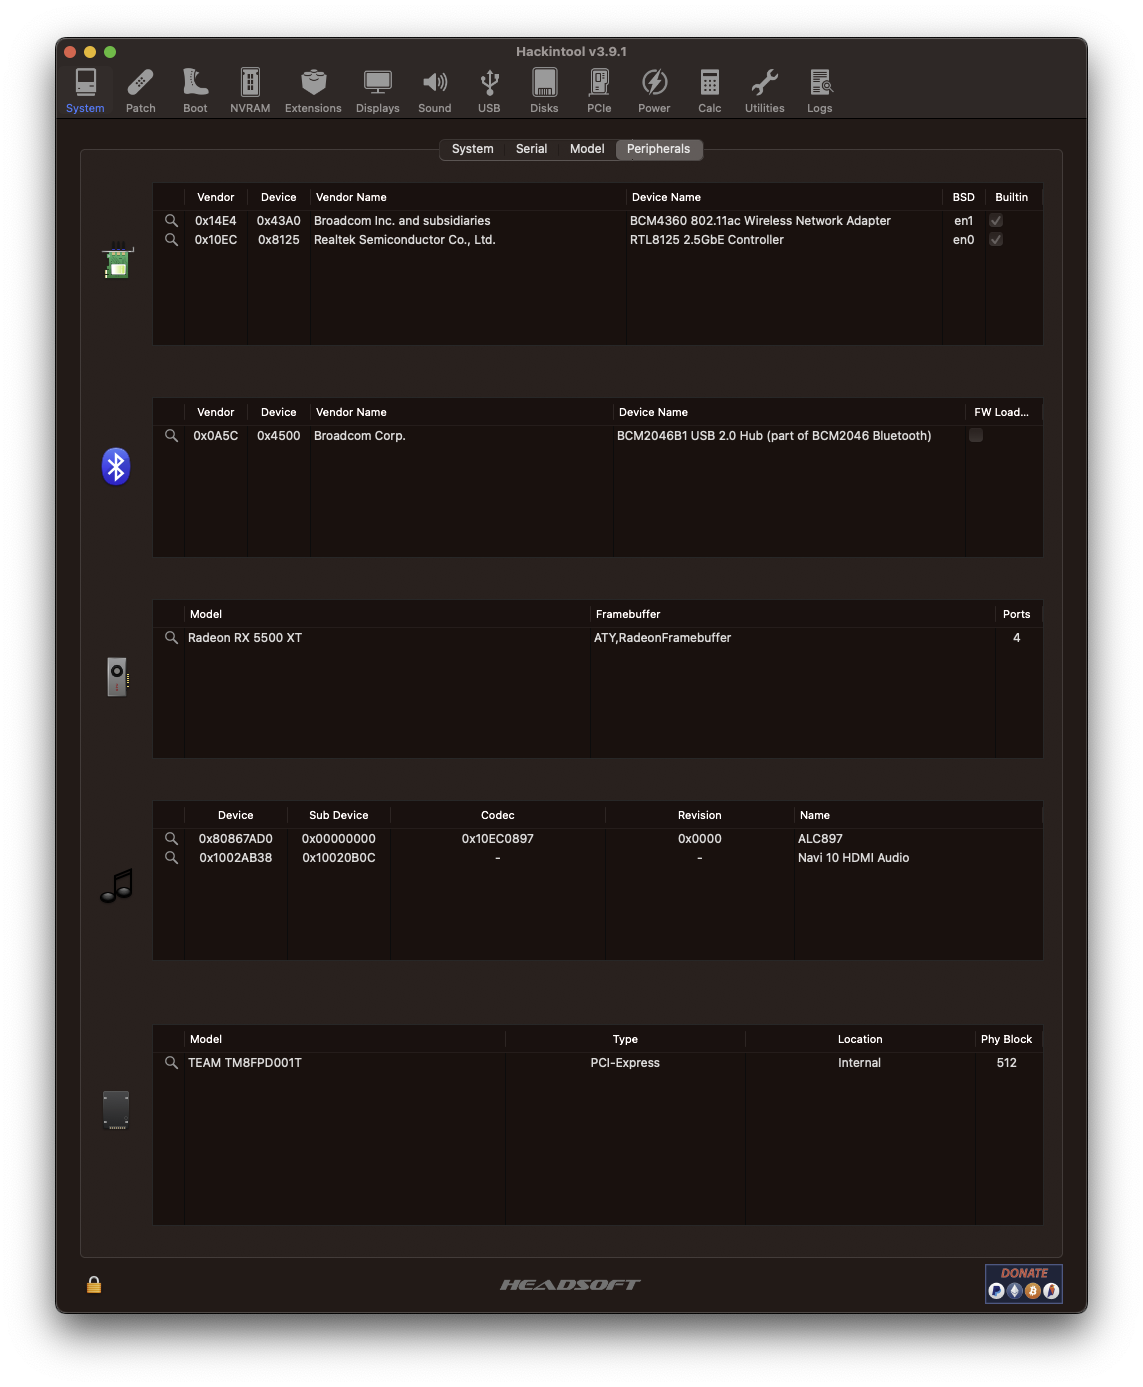 Hackintool v3.9.1
System Patch Boot NVRAM Extensions Displays Sound USB Disks PCIe Power Calc Utilities Logs
System Serial Model Peripherals
Vendor Device Vendor Name Device Name BSD Builtin
0x14E4 0x43A0 Broadcom Inc. and subsidiaries BCM4360 802.11ac Wireless Network Adapter en1
0x10EC 0x8125 Realtek Semiconductor Co., Ltd. RTL8125 2.5GbE Controller en0
Vendor Device Vendor Name Device Name FW Load...
0x0A5C 0x4500 Broadcom Corp. BCM2046B1 USB 2.0 Hub (part of BCM2046 Bluetooth)
Model Framebuffer Ports
Radeon RX 5500 XT ATY,RadeonFramebuffer 4
Device Sub Device Codec Revision Name
0x80867AD0 0x00000000 0x10EC0897 0x0000 ALC897
0x1002AB38 0x10020B0C - - Navi 10 HDMI Audio
Model Type Location Phy Block
TEAM TM8FPD001T PCI-Express Internal 512
HEADSOFT
DONATE